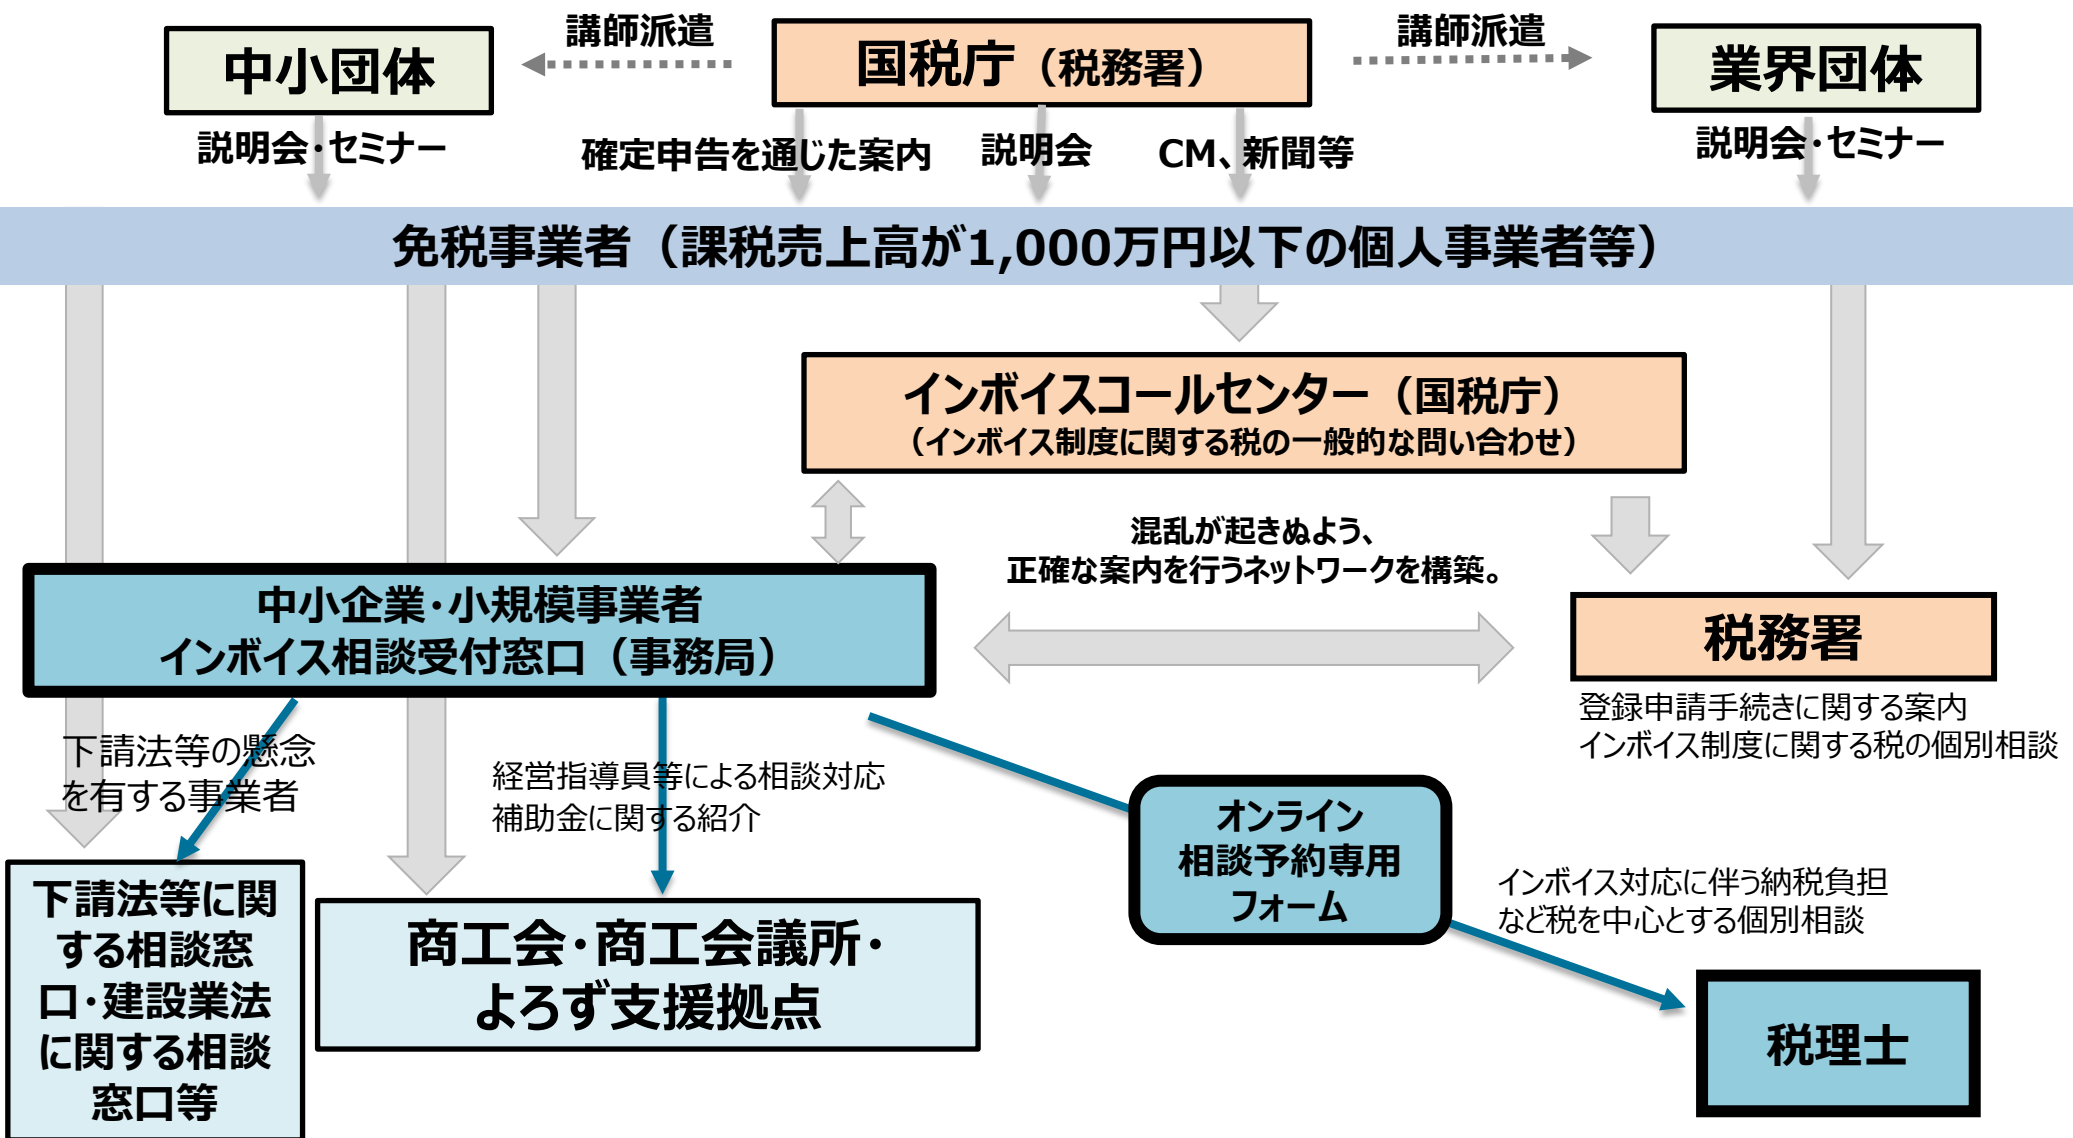 講師派遣
講師派遣
中小団体
国税庁（税務署）
業界団体
説明会･セミナー
確定申告を通じた案内
説明会
CM、新聞等
説明会･セミナー
免税事業者（課税売上高が1,000万円以下の個人事業者等）
インボイスコールセンター（国税庁）
（インボイス制度に関する税の一般的な問い合わせ）
混乱が起きぬよう、
正確な案内を行うネットワークを構築。
中小企業･小規模事業者
インボイス相談受付窓口（事務局）
税務署
登録申請手続きに関する案内
インボイス制度に関する税の個別相談
下請法等の懸念
を有する事業者
経営指導員等による相談対応
補助金に関する紹介
オンライン
相談予約専用
フォーム
インボイス対応に伴う納税負担
など税を中心とする個別相談
下請法等に関
する相談窓
口･建設業法
に関する相談
窓口等
商工会･商工会議所･
よろず支援拠点
税理士